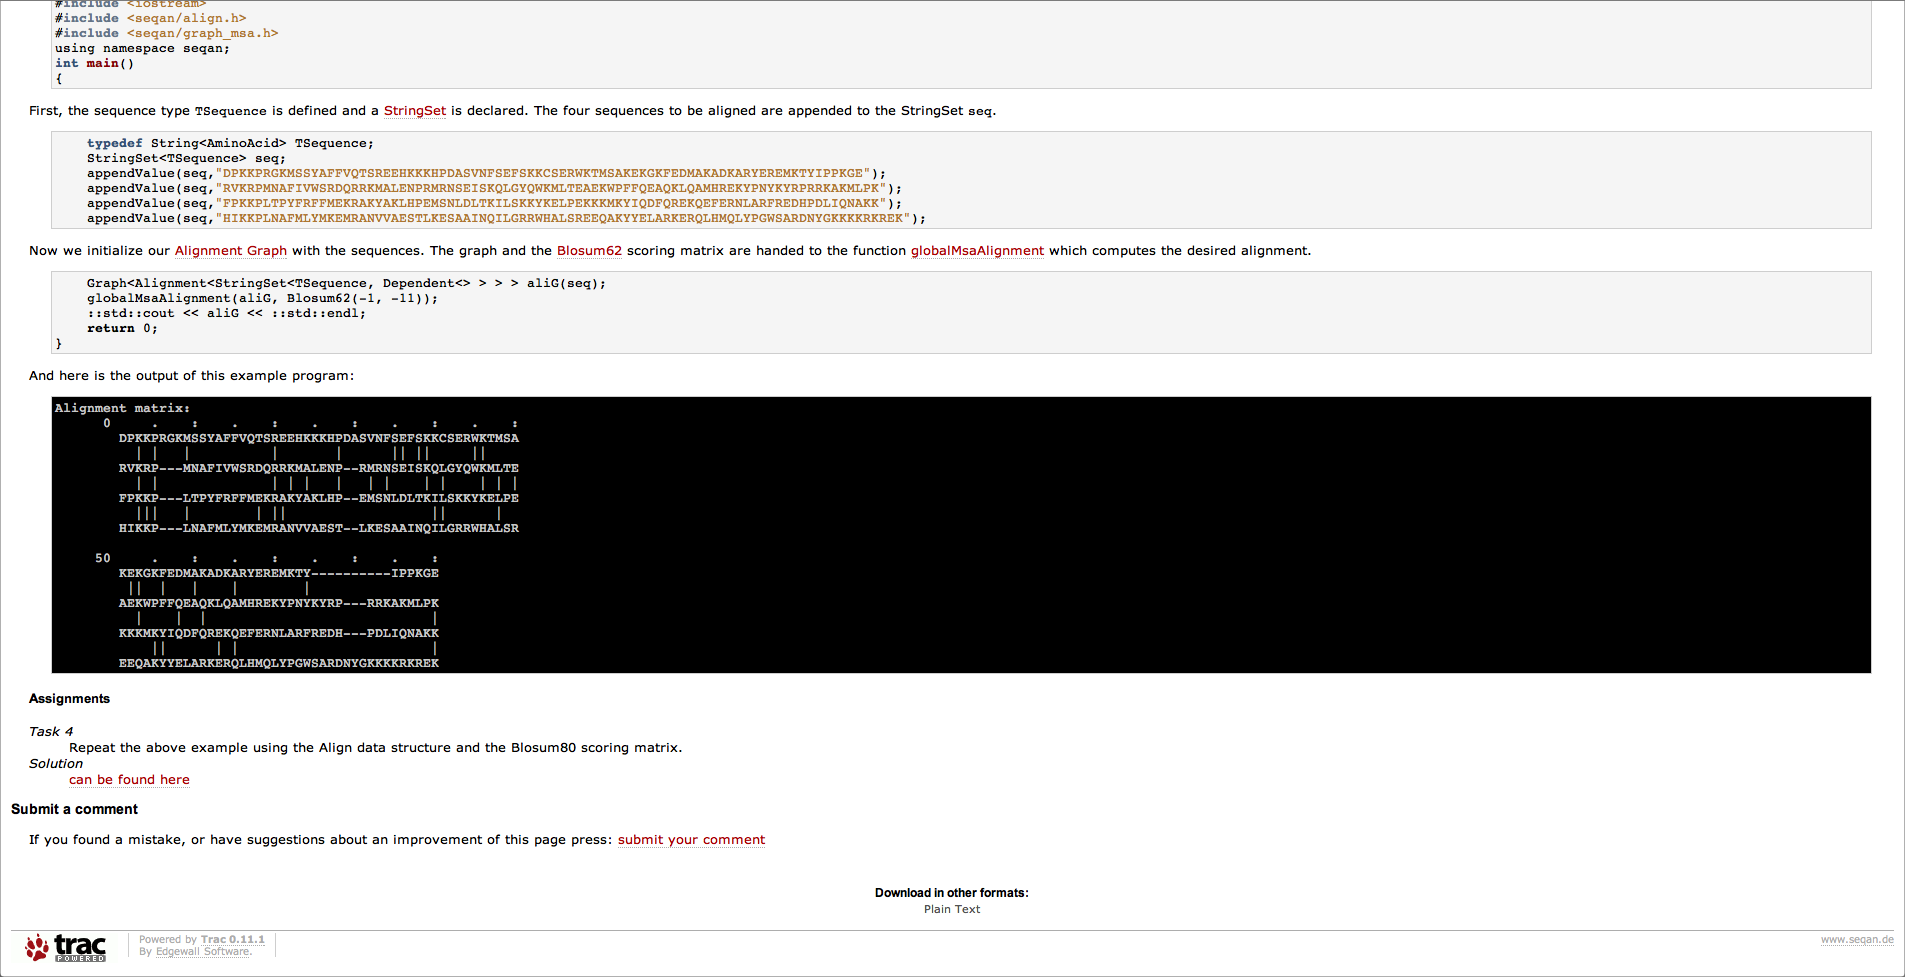 #include <iostream>
#include <seqan/align.h>
#include <seqan/graph_msa.h>
using namespace seqan;
int main()
{
First, the sequence type TSequence is defined and a StringSet is declared. The four sequences to be aligned are appended to the StringSet seq.
typedef String<AminoAcid> TSequence;
StringSet<TSequence> seq;
appendValue(seq,"DPKKPRGKMSSYAFFVQTSREEHKKKHPDASVNFSEFSKKCSERWKTMSAKEKGKFEDMAKADKARYEREMKTYIPPKGE");
appendValue(seq,"RVKRPMNAFIVWSRDQRRKMALENPRMRNSEISKQLGYQWKMLTEAEKWPFFQEAQKLQAMHREKYPNYKYRPRRKAKMLPK");
appendValue(seq,"FPKKPLTPYFRFFMEKRAKYAKLHPEMSNLDLTKILSKKYKELPEKKKMKYIQDFQREKQEFERNLARFREDHPDLIQNAKK");
appendValue(seq,"HIKKPLNAFMLYMKEMRANVVAESTLKESAAINQILGRRWHALSREEQAKYYELARKERQLHMQLYPGWSARDNYGKKKKRKREK");
Now we initialize our Alignment Graph with the sequences. The graph and the Blosum62 scoring matrix are handed to the function globalMsaAlignment which computes the desired alignment.
Graph<Alignment<StringSet<TSequence, Dependent<> > > > aliG(seq);
globalMsaAlignment(aliG, Blosum62(-1, -11));
::std::cout << aliG << ::std::endl;
return 0;
}
And here is the output of this example program:
Alignment matrix:
0     .    :    .    :    .    :    .    :    .    :
DPKKPRGKMSSYAFFVQTSREEHKKKHPDASVNFSEFSKKCSERWKTMSA
  | |   |          |       |      || ||     ||
RVKRP---MNAFIVWSRDQRRKMALENP--RMRNSEISKQLGYQWKMLTE
  | |              | | |   |   | |    | |    | | |
FPKKP---LTPYFRFFMEKRAKYAKLHP--EMSNLDLTKILSKKYKELPE
  |||   |        | ||                  ||      |
HIKKP---LNAFMLYMKEMRANVVAEST--LKESAAINQILGRRWHALSR
50     .    :    .    :    .    :    .    :
KEKGKFEDMAKADKARYEREMKTY----------IPPKGE
 ||  |   |    |        |
AEKWPFFQEAQKLQAMHREKYPNYKYRP---RRKAKMLPK
  |    |  |                            |
KKKMKYIQDFQREKQEFERNLARFREDH---PDLIQNAKK
    ||      | |                        |
EEQAKYYELARKERQLHMQLYPGWSARDNYGKKKKRKREK
Assignments
Task 4
Repeat the above example using the Align data structure and the Blosum80 scoring matrix.
Solution
can be found here
Submit a comment
If you found a mistake, or have suggestions about an improvement of this page press: submit your comment
Download in other formats:
Plain Text
trac
POWERED
Powered by Trac 0.11.1
By Edgewall Software.
www.seqan.de